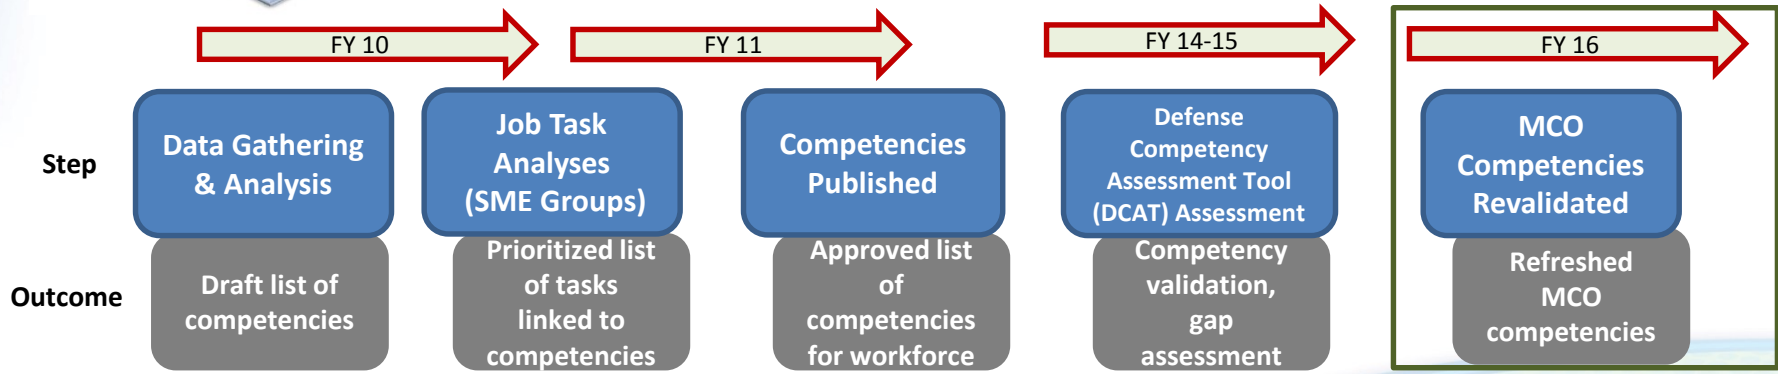 FY 10
FY 11
FY 14-15
FY 16
Step
Data Gathering
& Analysis
Job Task
Analyses
(SME Groups)
Competencies
Published
Defense
Competency
Assessment Tool
(DCAT) Assessment
MCO
Competencies
Revalidated
Outcome
Draft list of
competencies
Prioritized list
of tasks
linked to
competencies
Approved list
of
competencies
for workforce
Competency
validation,
gap
assessment
Refreshed
MCO
competencies